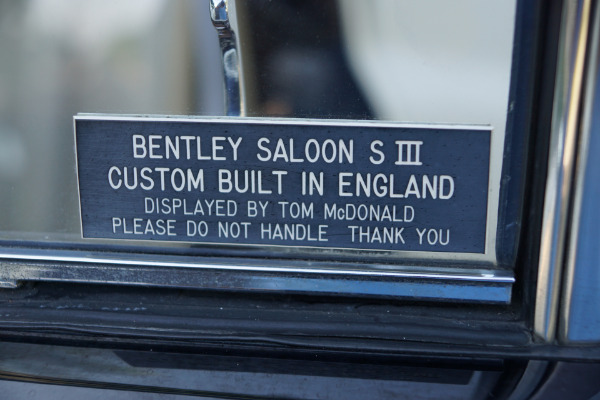 BENTLEY SALOON S III
CUSTOM BUILT IN ENGLAND
DISPLAYED BY TOM McDONALD
PLEASE DO NOT HANDLE THANK YOU